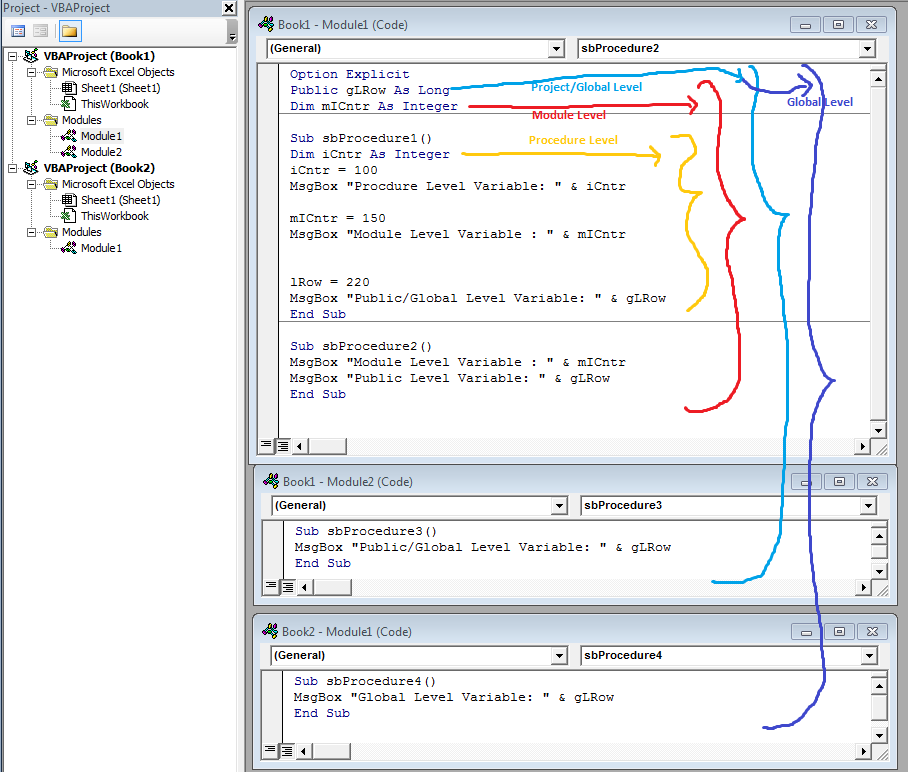 Project - VBAProject
VBAProject (Book1)
Microsoft Excel Objects
Sheet1 (Sheet1)
ThisWorkbook
Modules
Module1
Module2
VBAProject (Book2)
Microsoft Excel Objects
Sheet1 (Sheet1)
ThisWorkbook
Modules
Module1
Book1 - Module1 (Code)
(General) sbProcedure2
Option Explicit
Public gLRow As Long Project/Global Level
Dim mICntr As Integer Global Level
Module Level
Sub sbProcedure1() Procedure Level
Dim iCntr As Integer
iCntr = 100
MsgBox "Procdure Level Variable: " & iCntr
mICntr = 150
MsgBox "Module Level Variable : " & mICntr
lRow = 220
MsgBox "Public/Global Level Variable: " & gLRow
End Sub
Sub sbProcedure2()
MsgBox "Module Level Variable : " & mICntr
MsgBox "Public Level Variable: " & gLRow
End Sub
Book1 - Module2 (Code)
(General) sbProcedure3
Sub sbProcedure3()
MsgBox "Public/Global Level Variable: " & gLRow
End Sub
Book2 - Module1 (Code)
(General) sbProcedure4
Sub sbProcedure4()
MsgBox "Global Level Variable: " & gLRow
End Sub